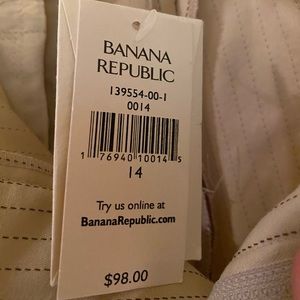 BANANA
REPUBLIC
139554-00-1
0014
1 76940 10014 5
14
Try us online at
BananaRepublic.com
$98.00